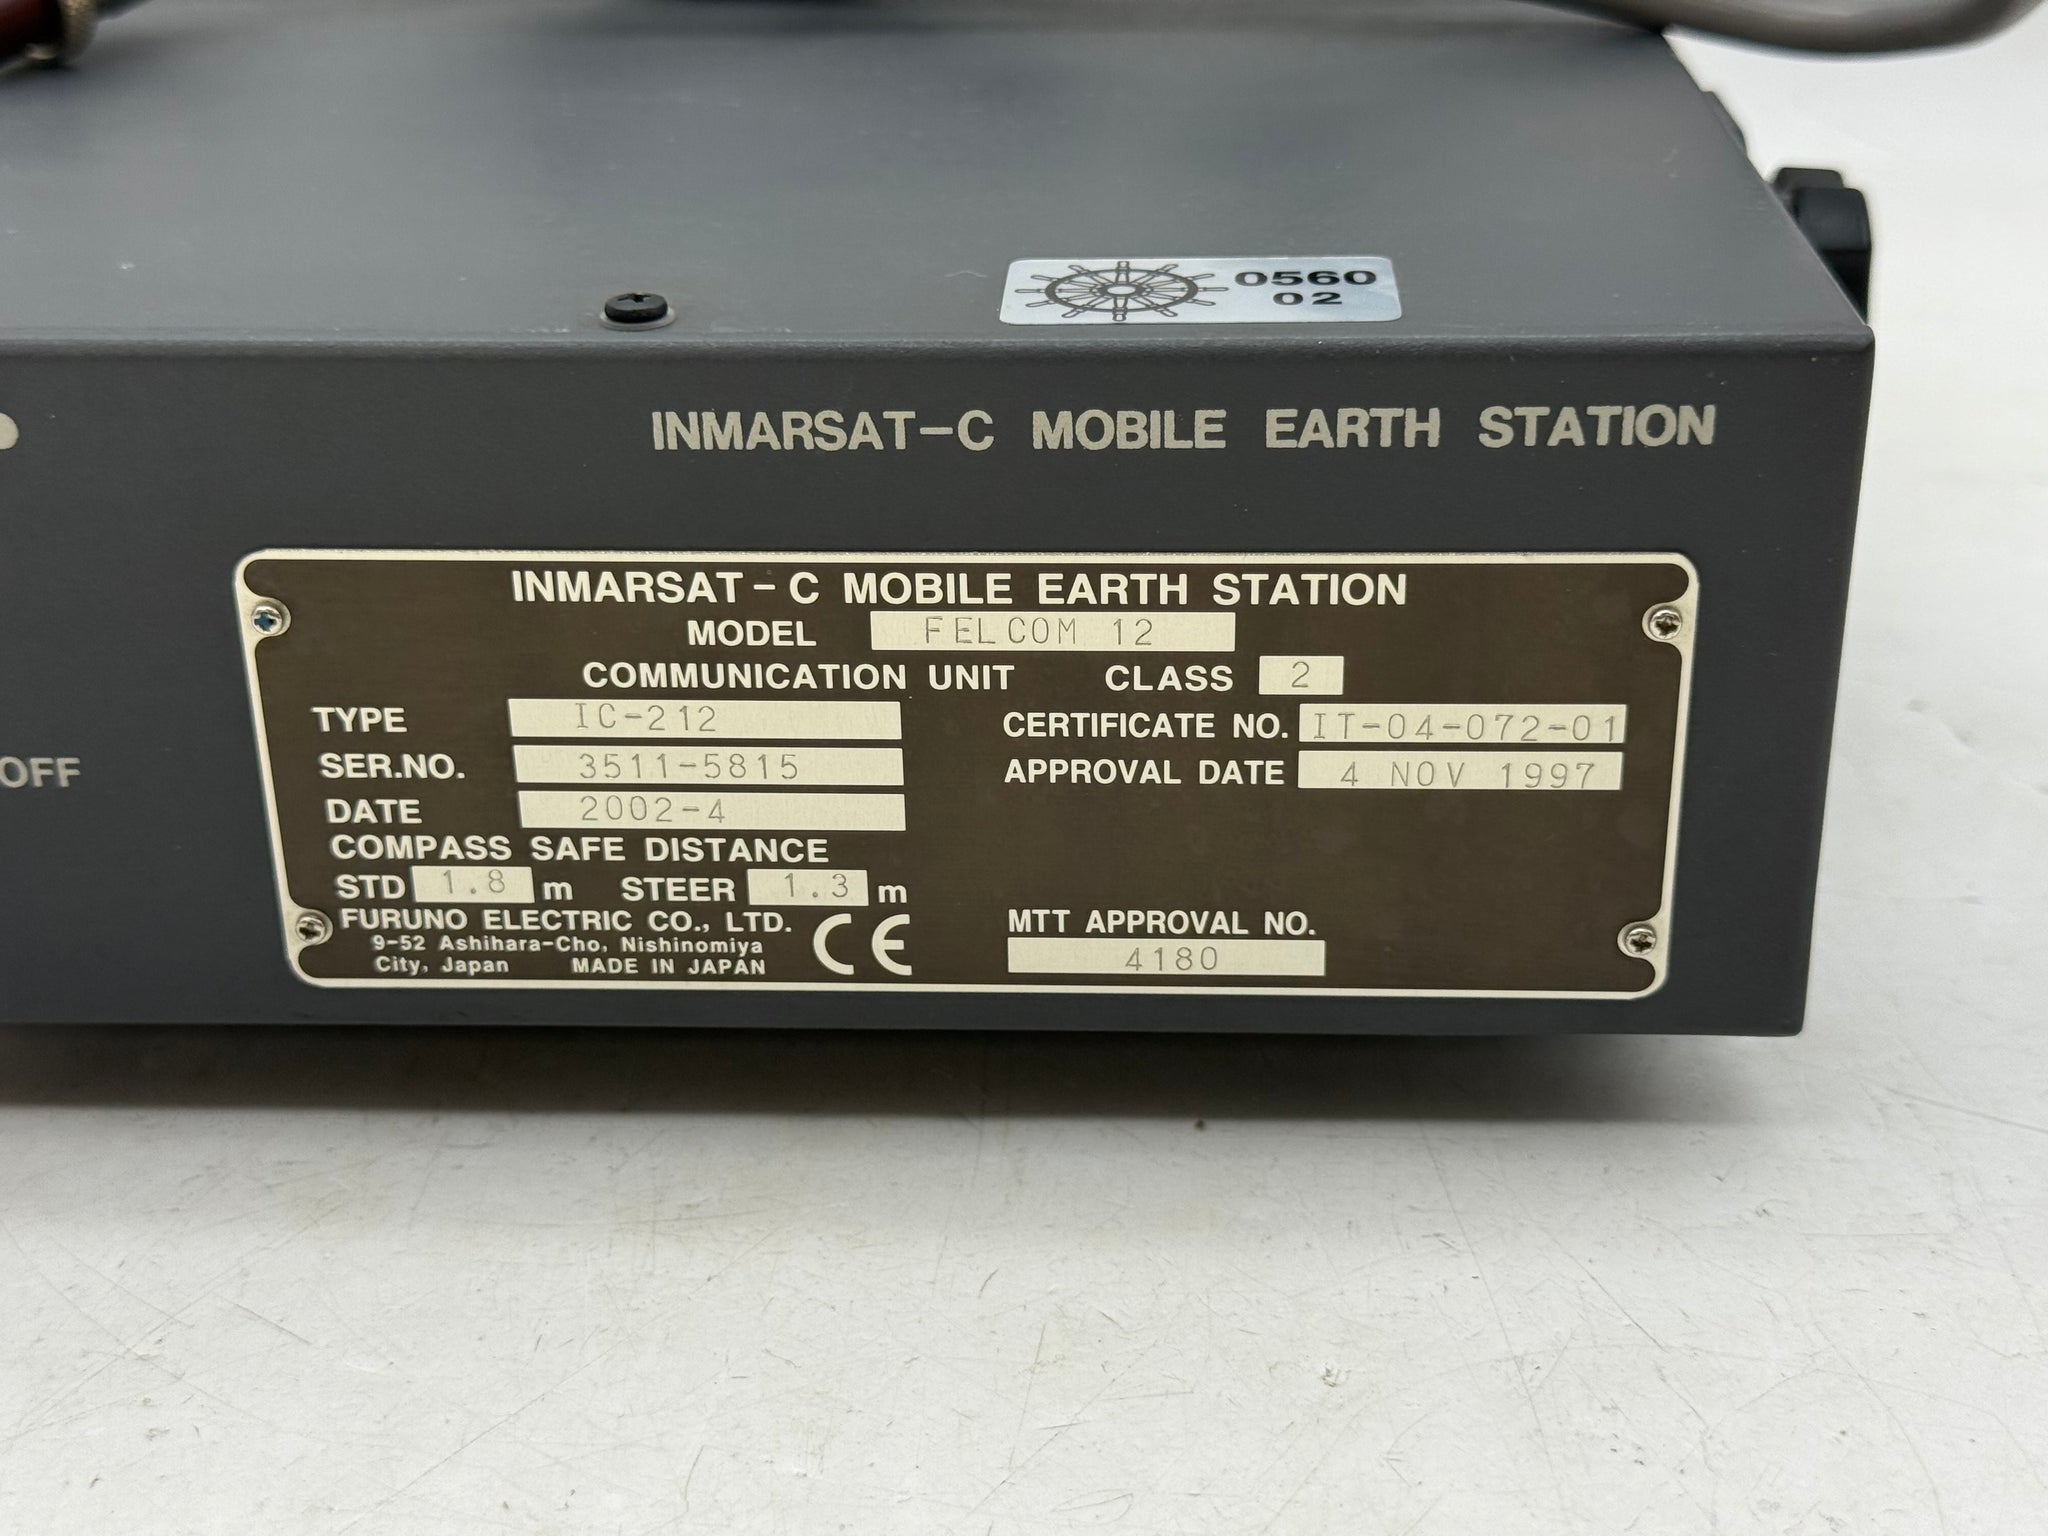 0560
02
INMARSAT-C MOBILE EARTH STATION
OFF
INMARSAT-C MOBILE EARTH STATION
MODEL FELCOM 12
COMMUNICATION UNIT CLASS 2
TYPE IC-212 CERTIFICATE NO. IT-04-072-01
SER.NO. 3511-5815 APPROVAL DATE 4 NOV 1997
DATE 2002-4
COMPASS SAFE DISTANCE
STD 1.8 m STEER 1.3 m
FURUNO ELECTRIC CO., LTD. CE MTT APPROVAL NO.
9-52 Ashihara-Cho, Nishinomiya
City, Japan MADE IN JAPAN 4180